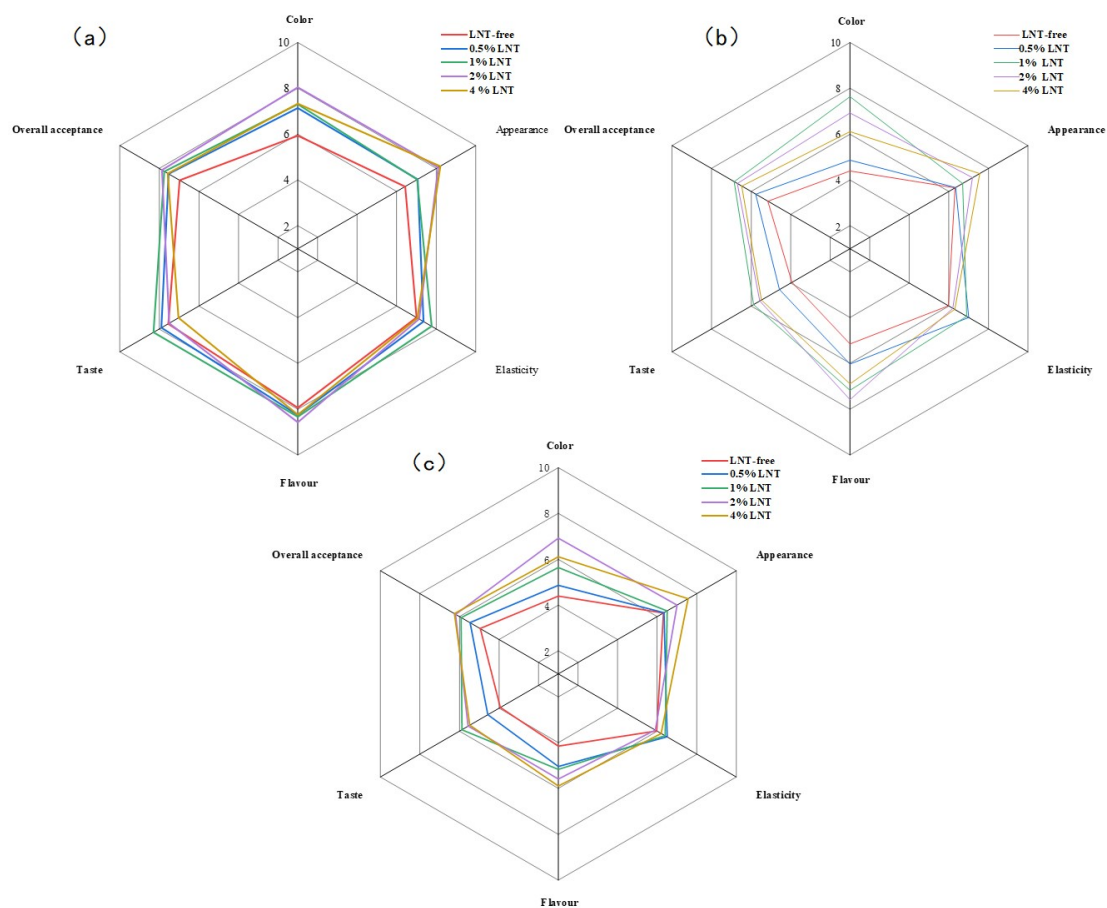 （a）
Color
10
8
6
4
2
LNT-free
0.5% LNT
1% LNT
2% LNT
4 % LNT
Overall acceptance
Appearance
Taste
Elasticity
Flavour
（b）
Color
10
8
6
4
2
LNT-free
0.5% LNT
1% LNT
2% LNT
4% LNT
Overall acceptance
Appearance
Taste
Elasticity
Flavour
（c）
Color
10
8
6
4
2
LNT-free
0.5% LNT
1% LNT
2% LNT
4% LNT
Overall acceptance
Appearance
Taste
Elasticity
Flavour